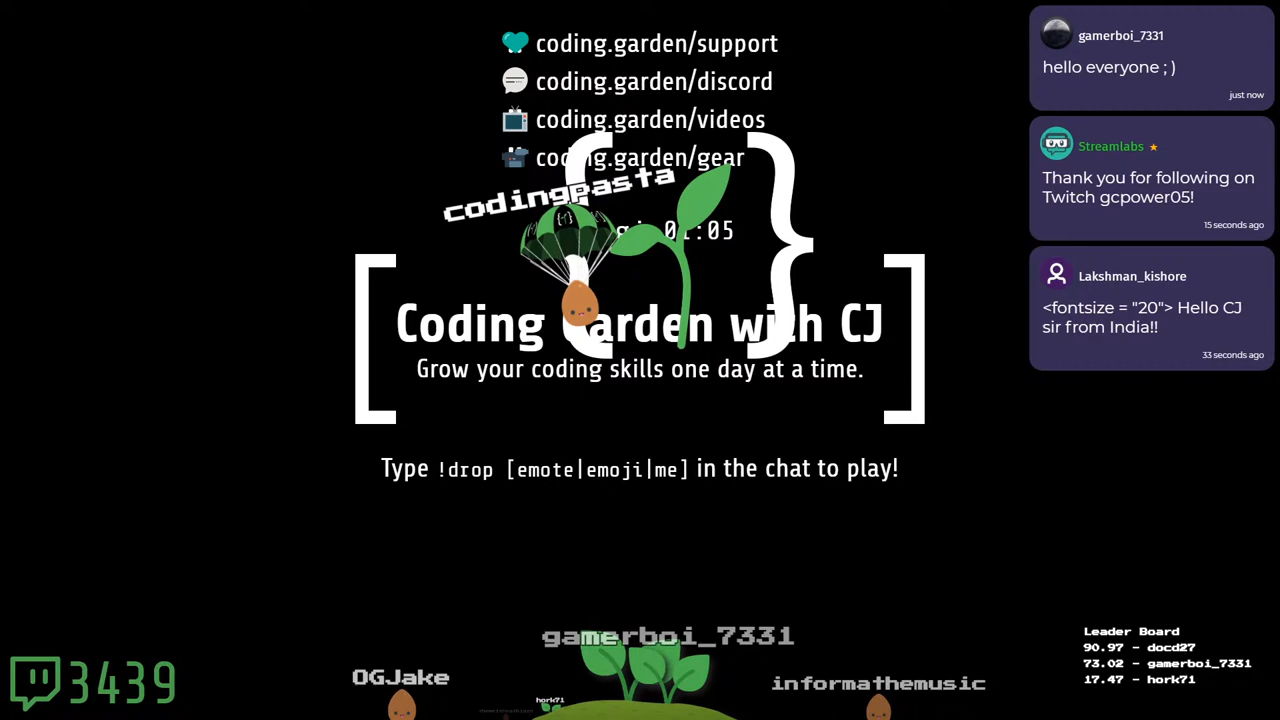 coding.garden/support
coding.garden/discord
coding.garden/videos
coding.garden/gear
codingpasta
:05
Coding Garden with CJ
Grow your coding skills one day at a time.
Type !drop [emote|emoji|me] in the chat to play!
gamerboi_7331
hello everyone ; )
just now
Streamlabs
Thank you for following on
Twitch gcpower05!
15 seconds ago
Lakshman_kishore
<fontsize = "20"> Hello CJ
sir from India!!
33 seconds ago
gamerboi_7331
OGJake
hork71
informathemusic
3439
Leader Board
90.97 - docd27
73.02 - gamerboi_7331
17.47 - hork71